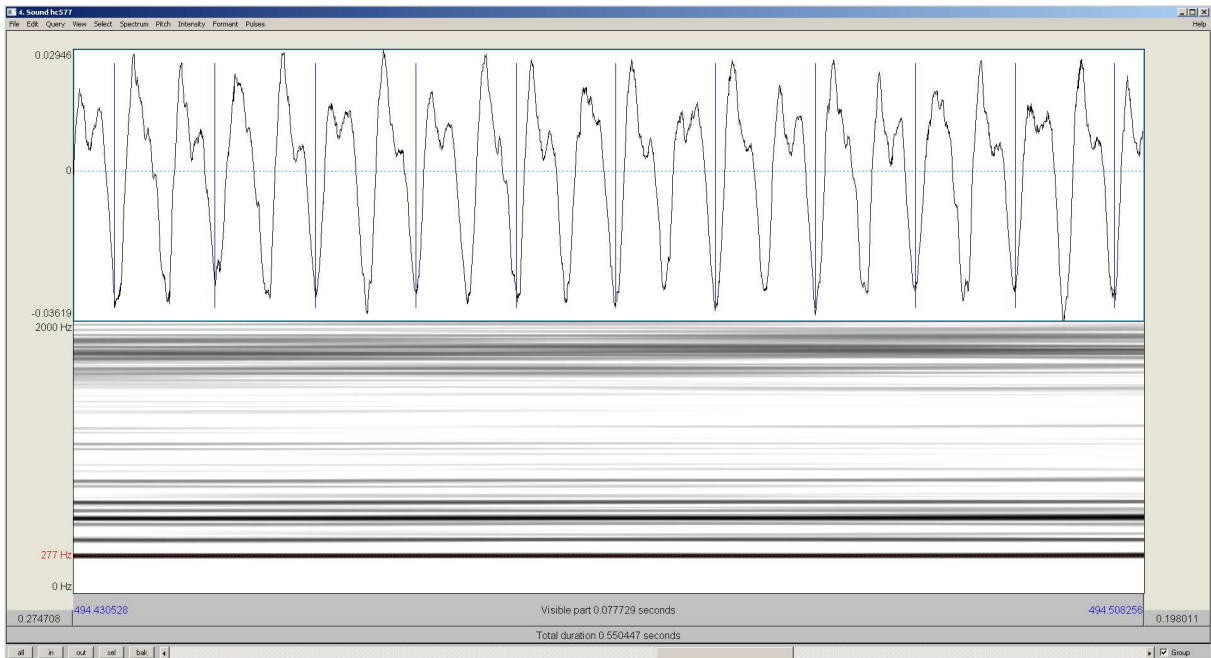 4. Sound hc577
File Edit Query View Select Spectrum Pitch Intensity Formant Pulses Help
0.02946
0
-0.03619
2000 Hz
277 Hz
0 Hz
494.430528 Visible part 0.077729 seconds 494.508256
0.274708 0.198011
Total duration 0.550447 seconds
all in out sel bak Group